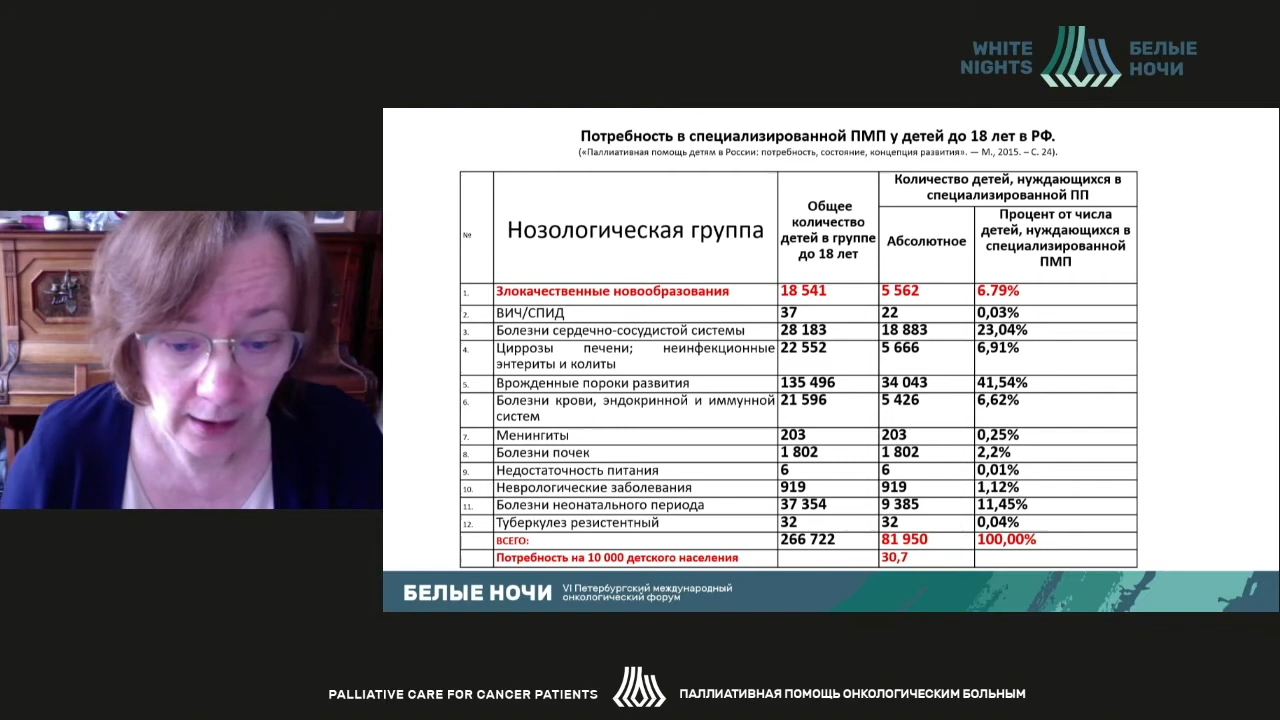 WHITE
NIGHTS
БЕЛЫЕ
НОЧИ
Потребность в специализированной ПМП у детей до 18 лет в РФ.
(«Паллиативная помощь детям в России: потребность, состояние, концепция развития». — М., 2015. – С. 24).
№ Нозологическая группа
Общее
количество
детей в группе
до 18 лет
Количество детей, нуждающихся в
специализированной ПП
Абсолютное
Процент от числа
детей, нуждающихся в
специализированной
ПМП
1. Злокачественные новообразования 18 541 5 562 6.79%
2. ВИЧ/СПИД 37 22 0,03%
3. Болезни сердечно-сосудистой системы 28 183 18 883 23,04%
4. Циррозы печени; неинфекционные 22 552 5 666 6,91%
энтериты и колиты
5. Врожденные пороки развития 135 496 34 043 41,54%
6. Болезни крови, эндокринной и иммунной 21 596 5 426 6,62%
систем
7. Менингиты 203 203 0,25%
8. Болезни почек 1 802 1 802 2,2%
9. Недостаточность питания 6 6 0,01%
10. Неврологические заболевания 919 919 1,12%
11. Болезни неонатального периода 37 354 9 385 11,45%
12. Туберкулез резистентный 32 32 0,04%
ВСЕГО: 266 722 81 950 100,00%
Потребность на 10 000 детского населения 30,7
БЕЛЫЕ НОЧИ
VI Петербургский международный
онкологический форум
PALLIATIVE CARE FOR CANCER PATIENTS
ПАЛЛИАТИВНАЯ ПОМОЩЬ ОНКОЛОГИЧЕСКИМ БОЛЬНЫМ